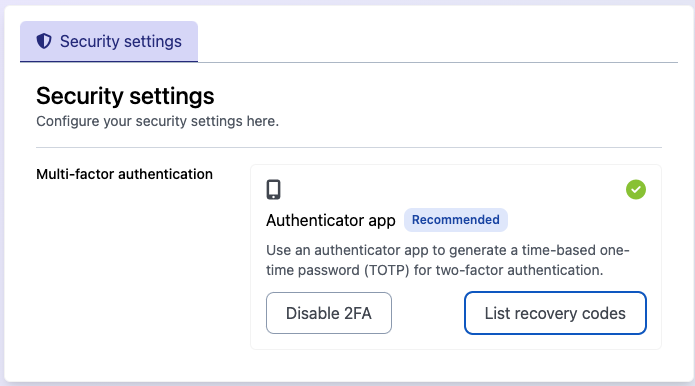 Security settings
Security settings
Configure your security settings here.
Multi-factor authentication
Authenticator app Recommended
Use an authenticator app to generate a time-based one-
time password (TOTP) for two-factor authentication.
Disable 2FA List recovery codes